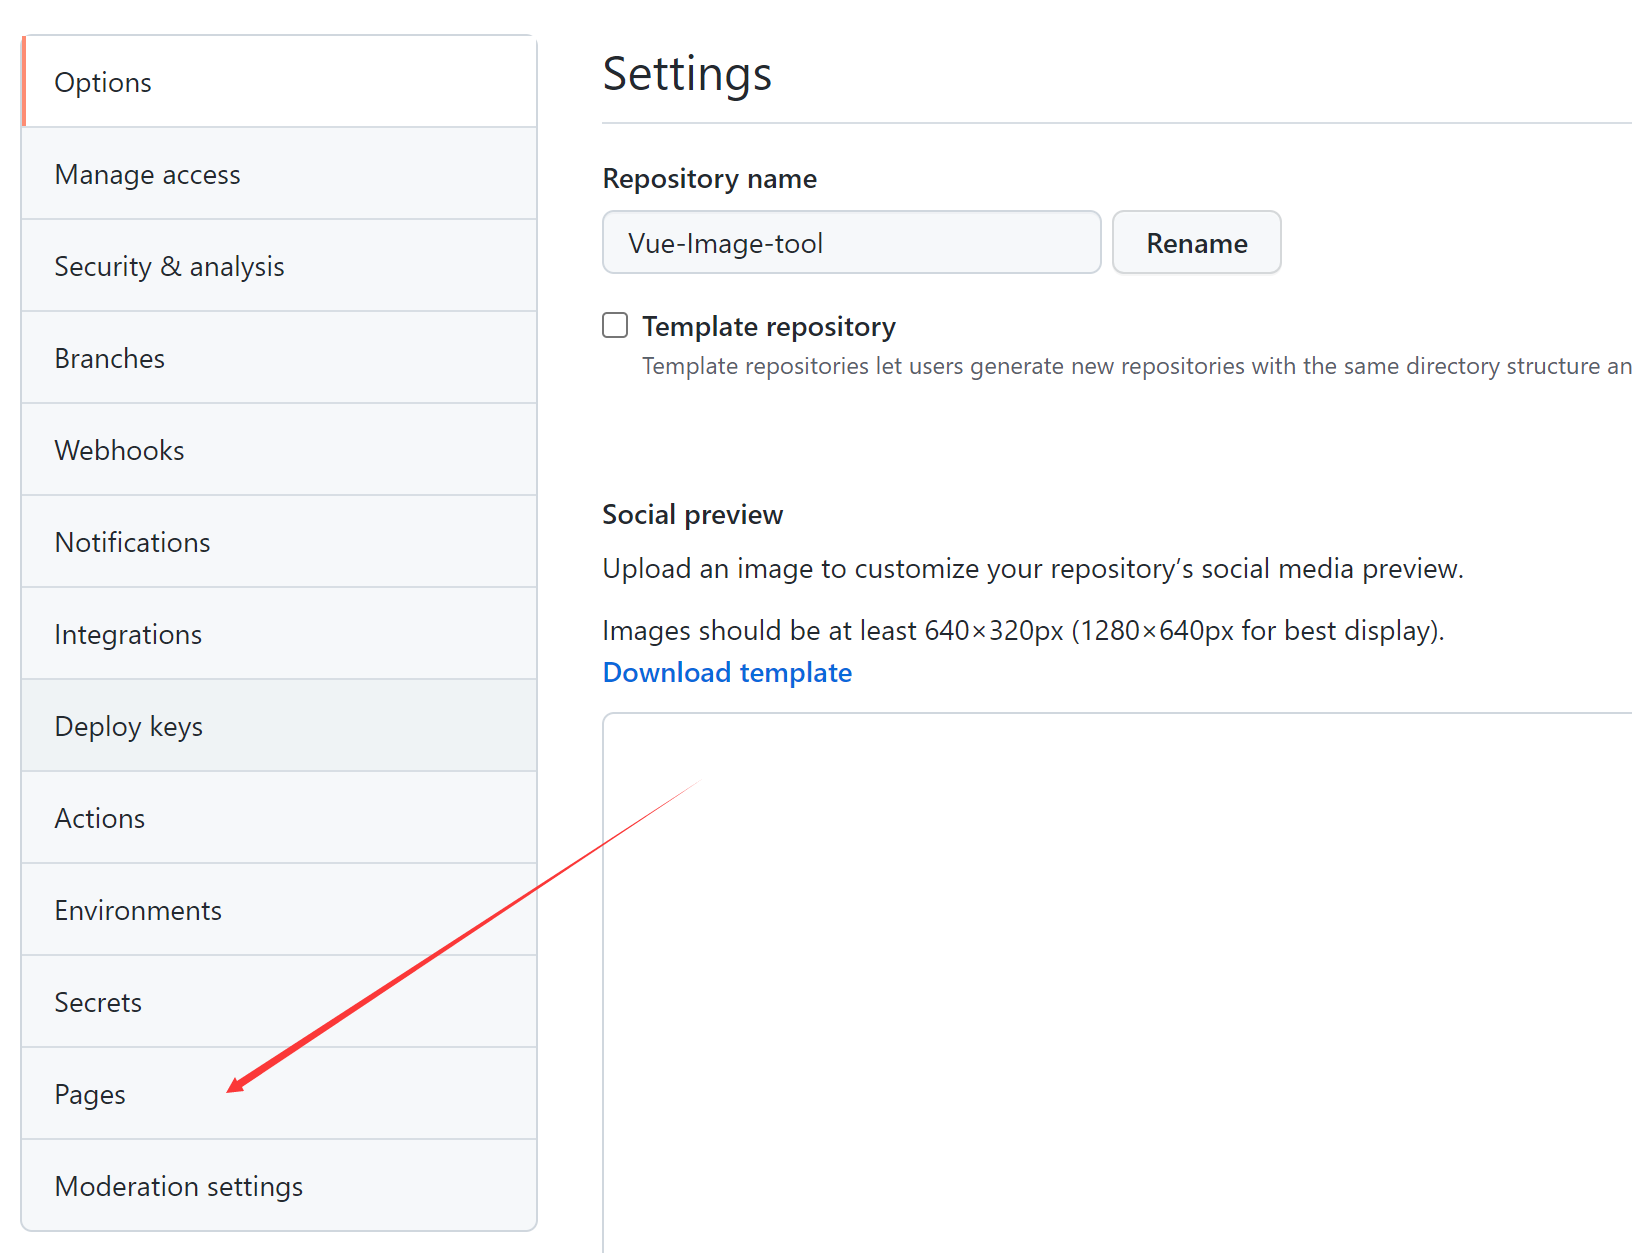 Options
Manage access
Security & analysis
Branches
Webhooks
Notifications
Integrations
Deploy keys
Actions
Environments
Secrets
Pages
Moderation settings
Settings
Repository name
Vue-Image-tool
Rename
Template repository
Template repositories let users generate new repositories with the same directory structure an
Social preview
Upload an image to customize your repository’s social media preview.
Images should be at least 640×320px (1280×640px for best display).
Download template